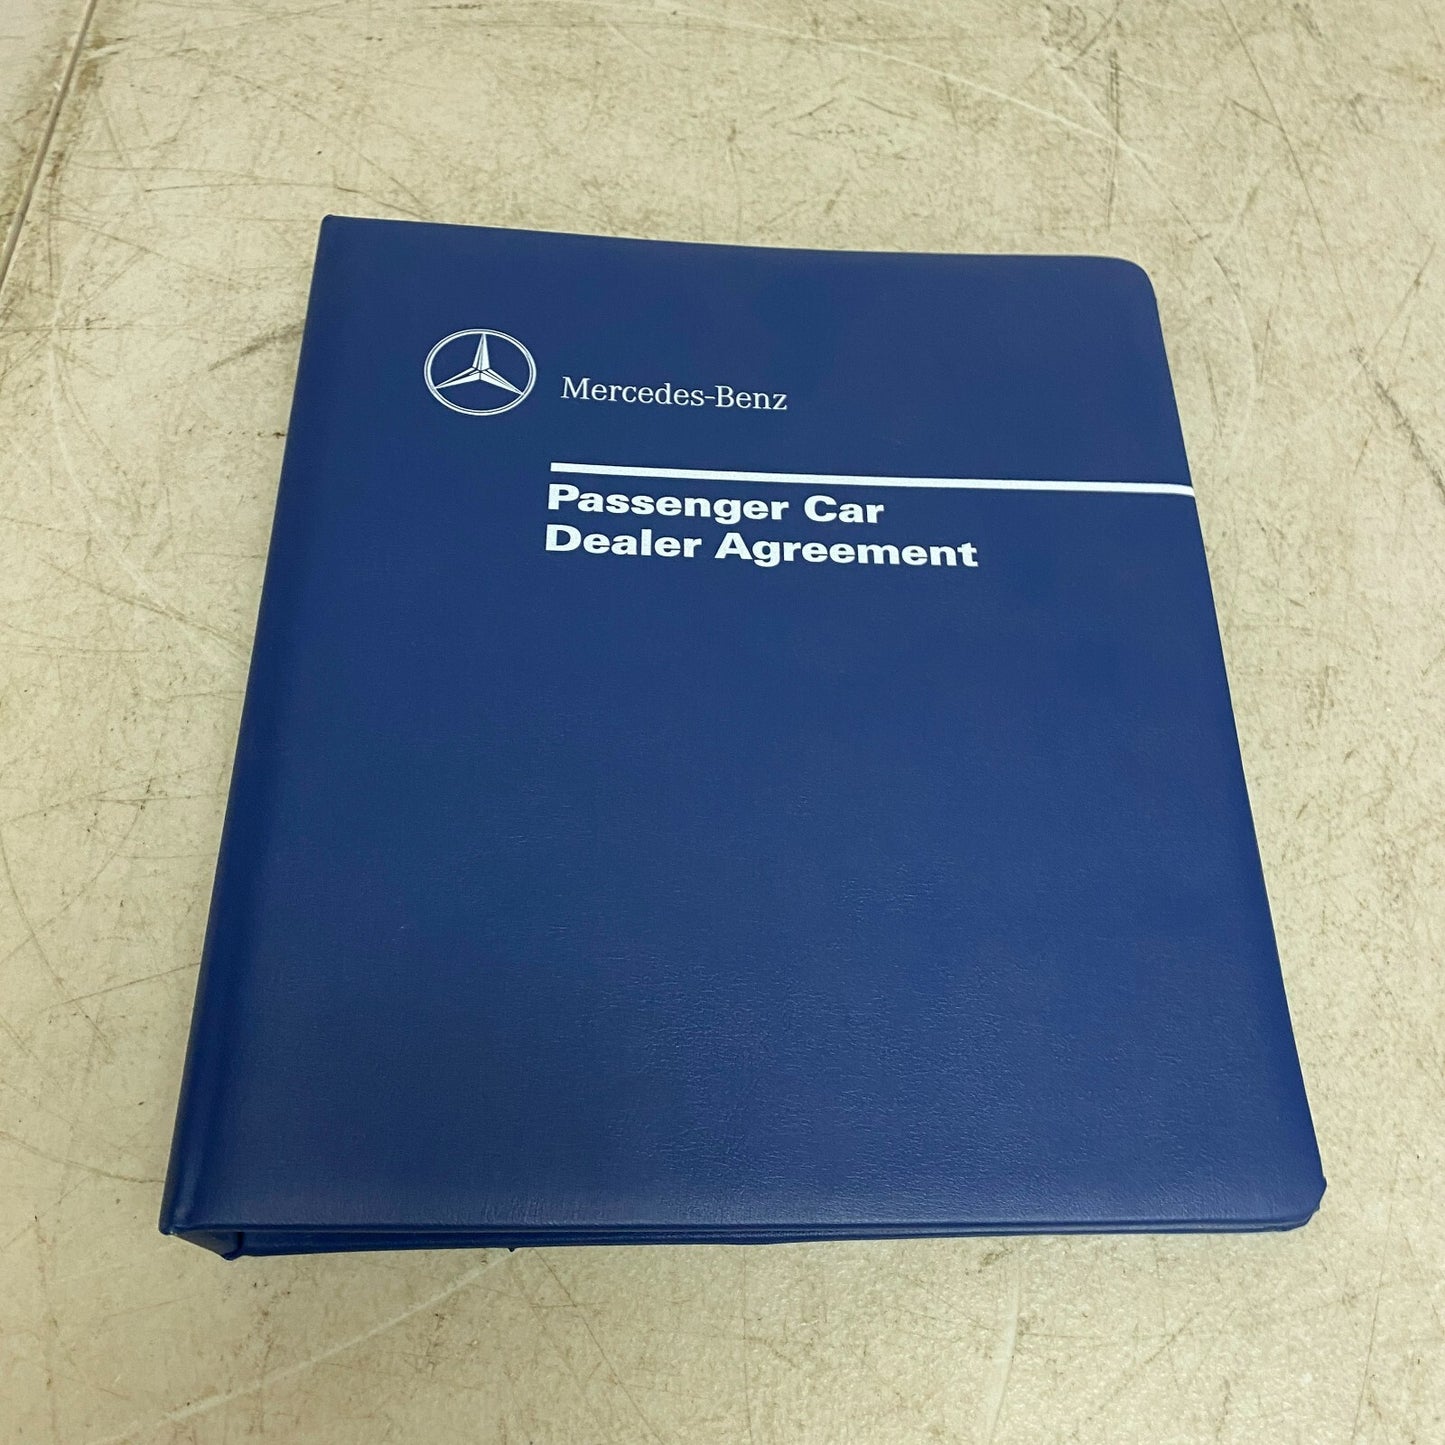 Mercedes-Benz
Passenger Car
Dealer Agreement